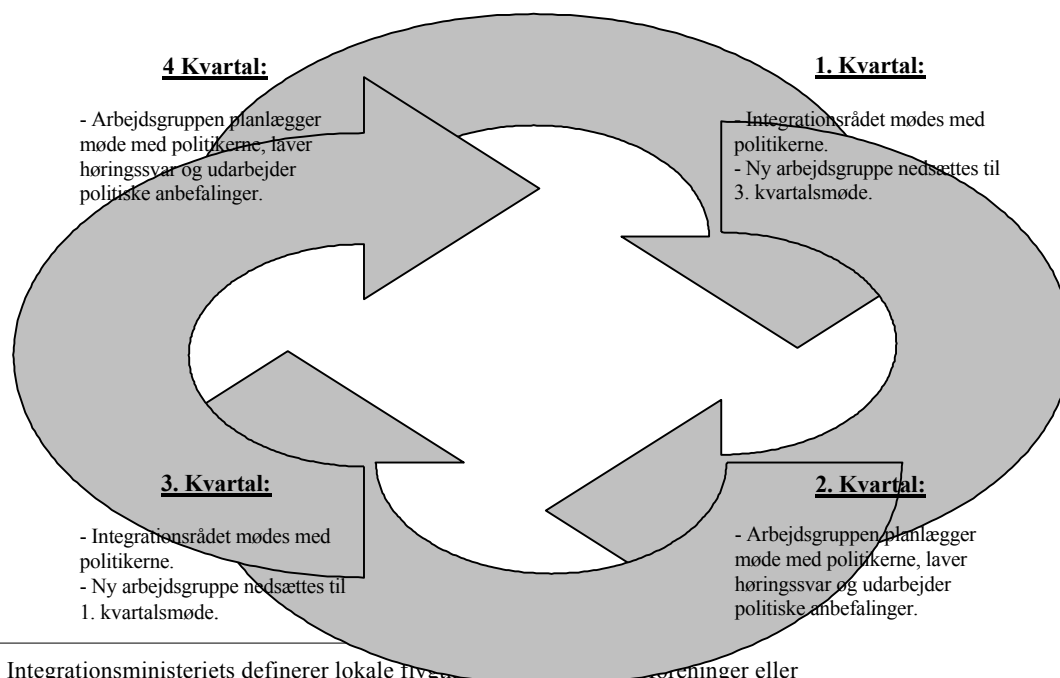 4 Kvartal:
- Arbejdsgruppen planlægger
møde med politikerne, laver
høringssvar og udarbejder
politiske anbefalinger.
1. Kvartal:
- Integrationsrådet mødes med
politikerne.
- Ny arbejdsgruppe nedsættes til
3. kvartalsmøde.
3. Kvartal:
- Integrationsrådet mødes med
politikerne.
- Ny arbejdsgruppe nedsættes til
1. kvartalsmøde.
2. Kvartal:
- Arbejdsgruppen planlægger
møde med politikerne, laver
høringssvar og udarbejder
politiske anbefalinger.
Integrationsministeriets definerer lokale eller